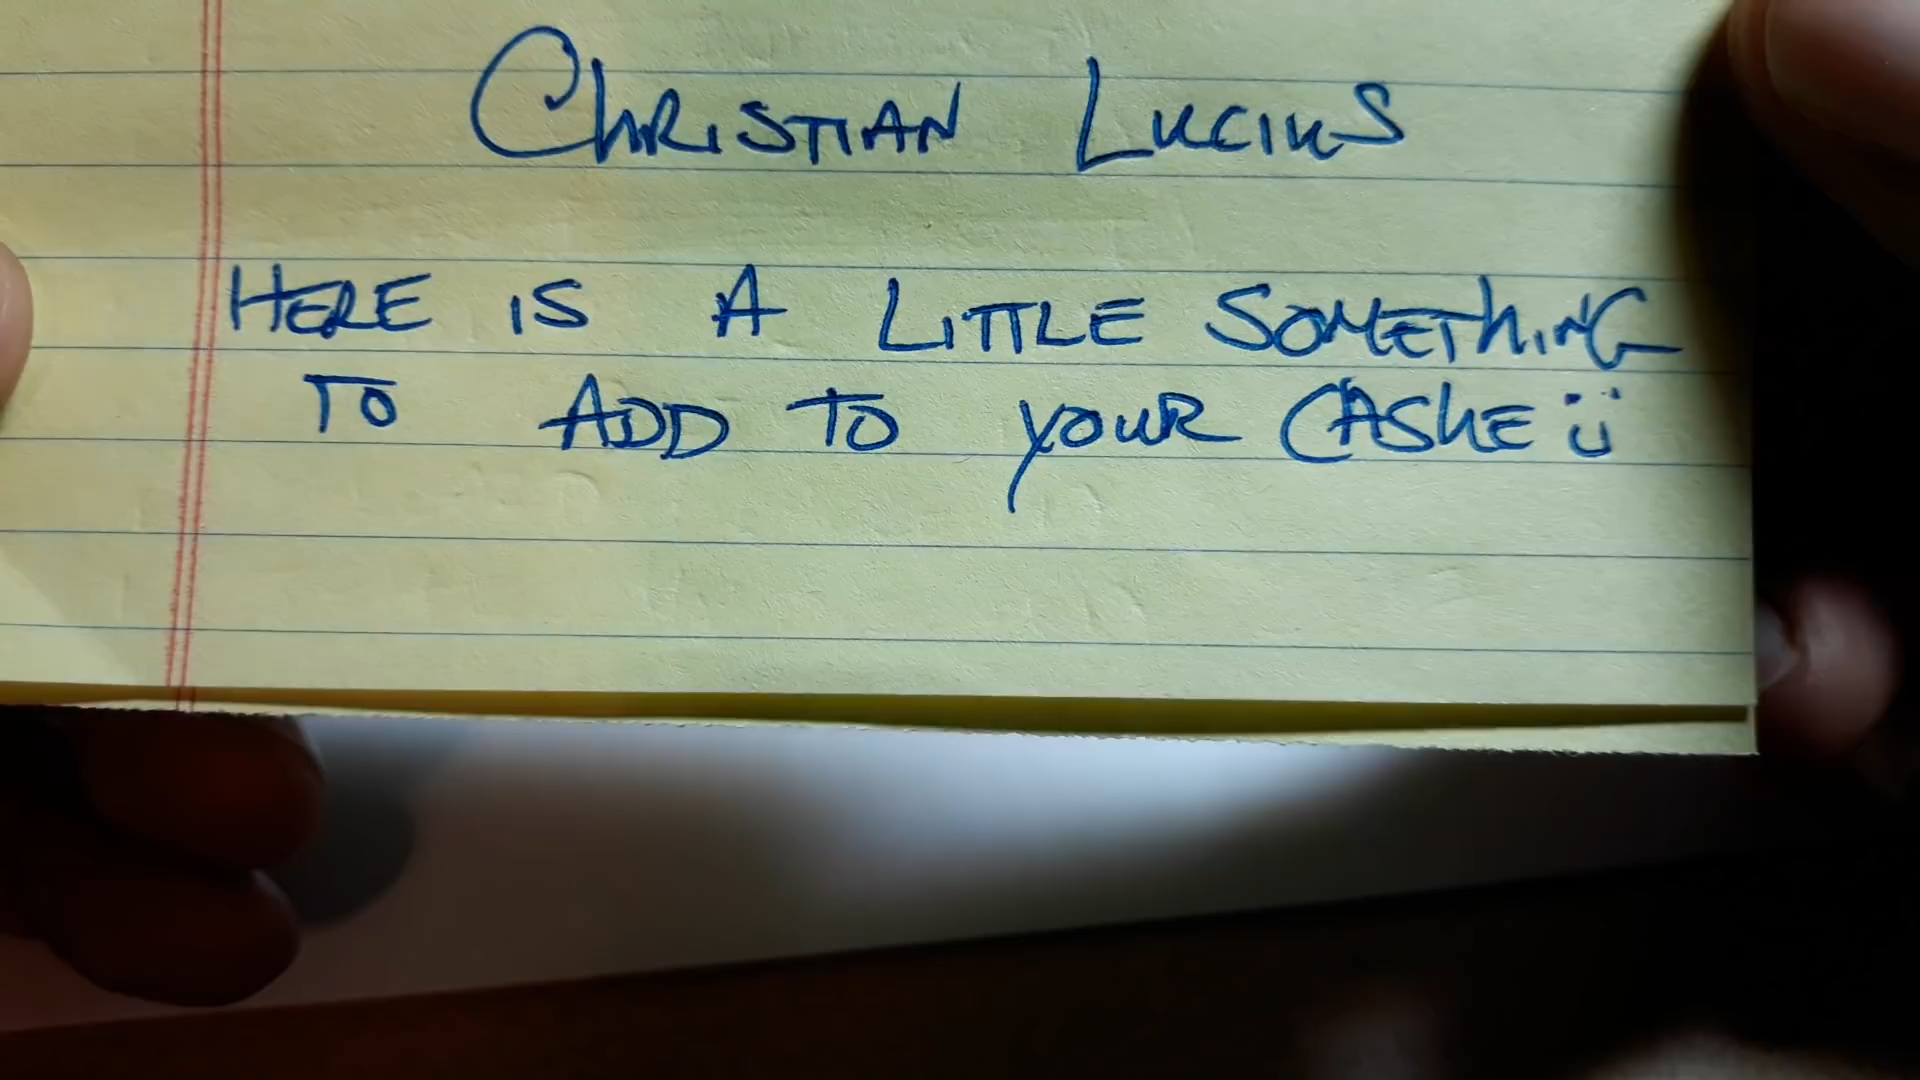 CHRISTIAN LUCIUS
HERE IS A LITTLE SOMETHING
TO ADD TO YOUR CASHE :)